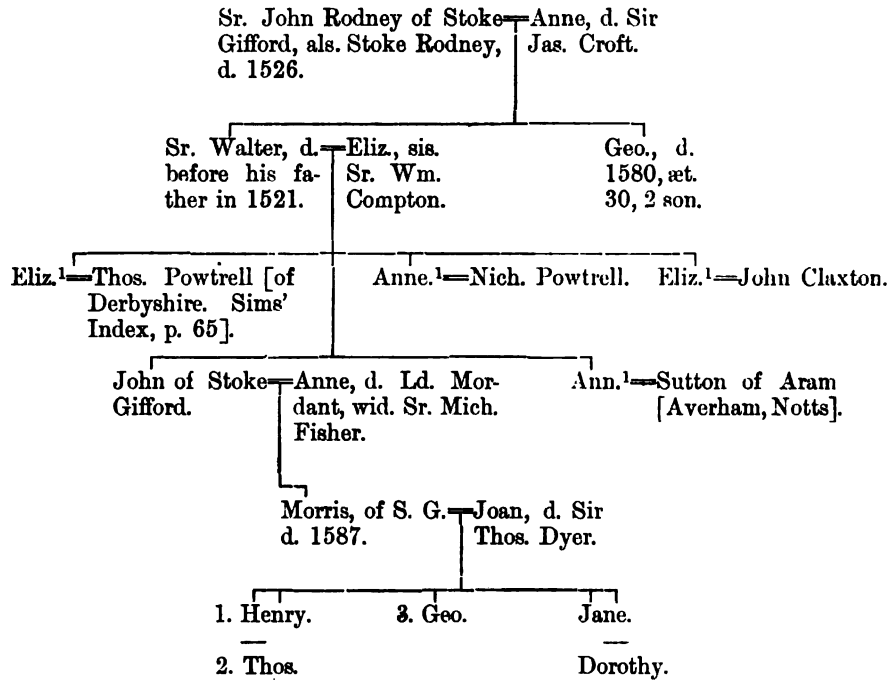 Sr. John Rodney of Stoke═Anne, d. Sir
Gifford, als. Stoke Rodney, Jas. Croft.
d. 1526.
Sr. Walter, d.═Eliz., sis. Geo., d.
before his fa- Sr. Wm. 1580, æt.
ther in 1521. Compton. 30, 2 son.
Eliz.¹═Thos. Powtrell [of Anne.¹═Nich. Powtrell. Eliz.¹═John Claxton.
Derbyshire. Sims'
Index, p. 65].
John of Stoke═Anne, d. Ld. Mor- Ann.¹═Sutton of Aram
Gifford. dant, wid. Sr. Mich. [Averham, Notts].
Fisher.
Morris, of S. G.═Joan, d. Sir
d. 1587. Thos. Dyer.
1. Henry. 3. Geo. Jane.
2. Thos. Dorothy.